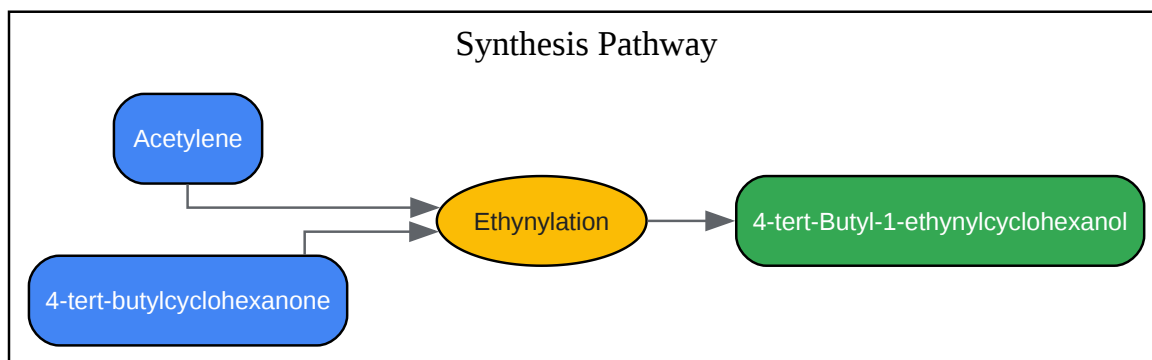 Synthesis Pathway
Acetylene
Ethynylation
4-tert-Butyl-1-ethynylcyclohexanol
4-tert-butylcyclohexanone